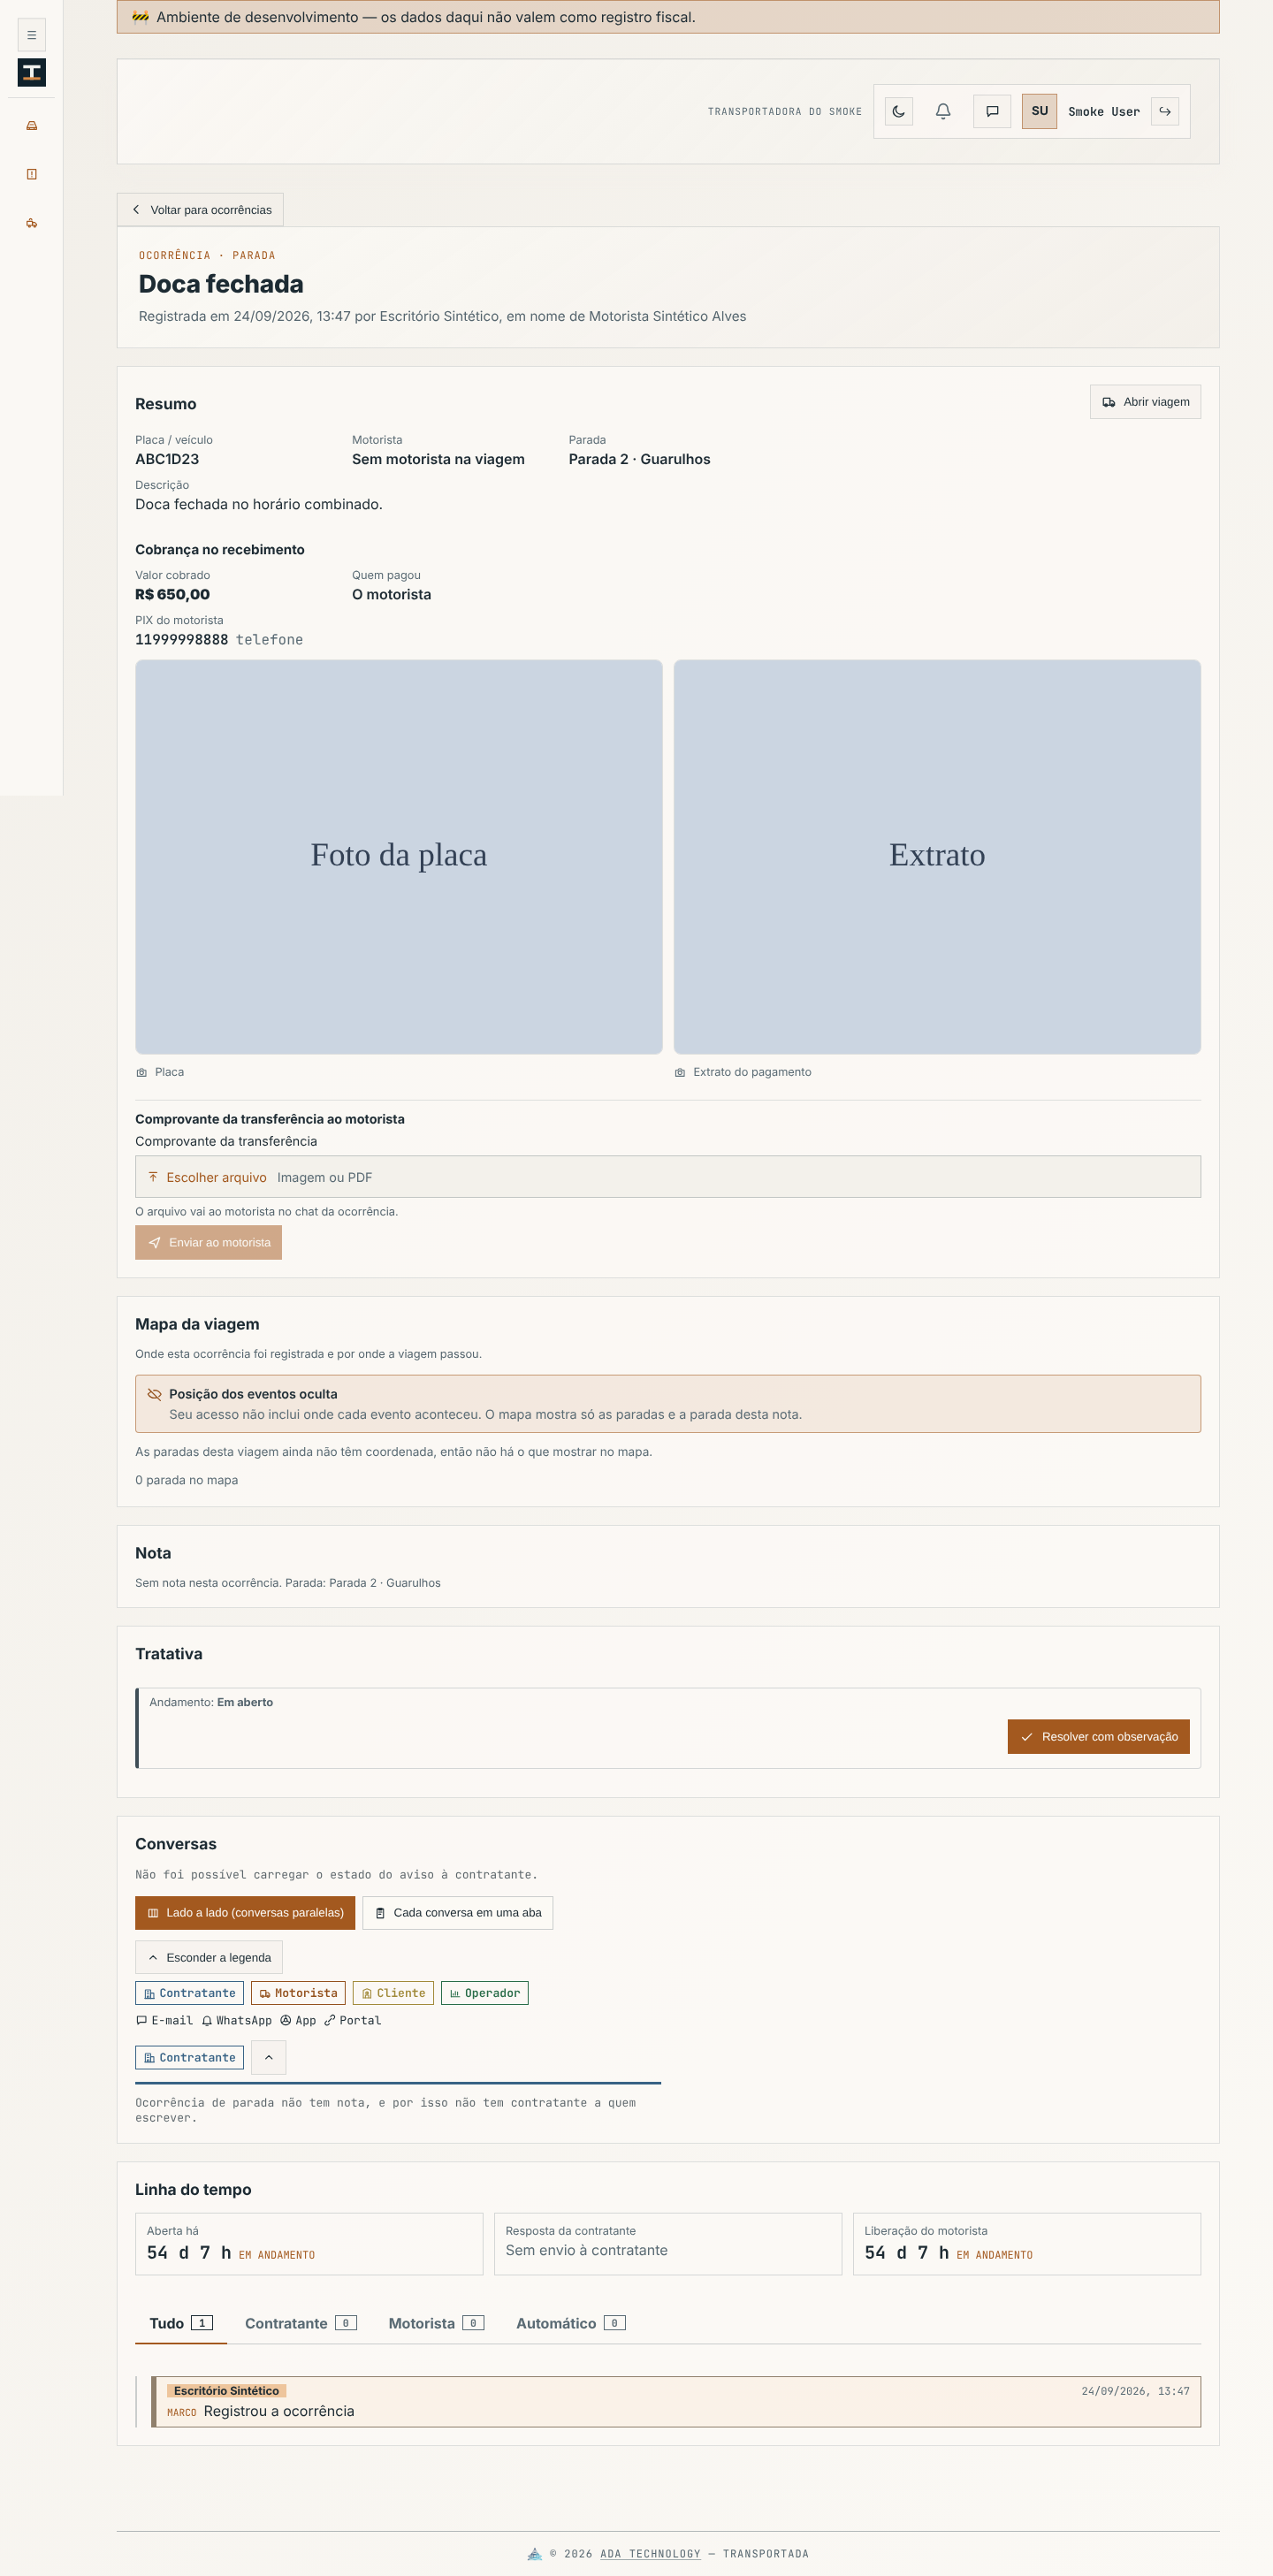 🚧 Ambiente de desenvolvimento — os dados daqui não valem como registro fiscal.
TRANSPORTADORA DO SMOKE
SU
Smoke User
Voltar para ocorrências
OCORRÊNCIA · PARADA
Doca fechada
Registrada em 24/09/2026, 13:47 por Escritório Sintético, em nome de Motorista Sintético Alves
Resumo
Abrir viagem
Placa / veículo
ABC1D23
Motorista
Sem motorista na viagem
Parada
Parada 2 · Guarulhos
Descrição
Doca fechada no horário combinado.
Cobrança no recebimento
Valor cobrado
R$ 650,00
Quem pagou
O motorista
PIX do motorista
11999998888 telefone
Foto da placa
Extrato
Placa
Extrato do pagamento
Comprovante da transferência ao motorista
Comprovante da transferência
Escolher arquivo Imagem ou PDF
O arquivo vai ao motorista no chat da ocorrência.
Enviar ao motorista
Mapa da viagem
Onde esta ocorrência foi registrada e por onde a viagem passou.
Posição dos eventos oculta
Seu acesso não inclui onde cada evento aconteceu. O mapa mostra só as paradas e a parada desta nota.
As paradas desta viagem ainda não têm coordenada, então não há o que mostrar no mapa.
0 parada no mapa
Nota
Sem nota nesta ocorrência. Parada: Parada 2 · Guarulhos
Tratativa
Andamento: Em aberto
Resolver com observação
Conversas
Não foi possível carregar o estado do aviso à contratante.
Lado a lado (conversas paralelas)
Cada conversa em uma aba
Esconder a legenda
Contratante
Motorista
Cliente
Operador
E-mail
WhatsApp
App
Portal
Contratante
Ocorrência de parada não tem nota, e por isso não tem contratante a quem
escrever.
Linha do tempo
Aberta há
54 d 7 h EM ANDAMENTO
Resposta da contratante
Sem envio à contratante
Liberação do motorista
54 d 7 h EM ANDAMENTO
Tudo 1
Contratante 0
Motorista 0
Automático 0
Escritório Sintético
24/09/2026, 13:47
MARCO Registrou a ocorrência
© 2026 ADA TECHNOLOGY — TRANSPORTADA